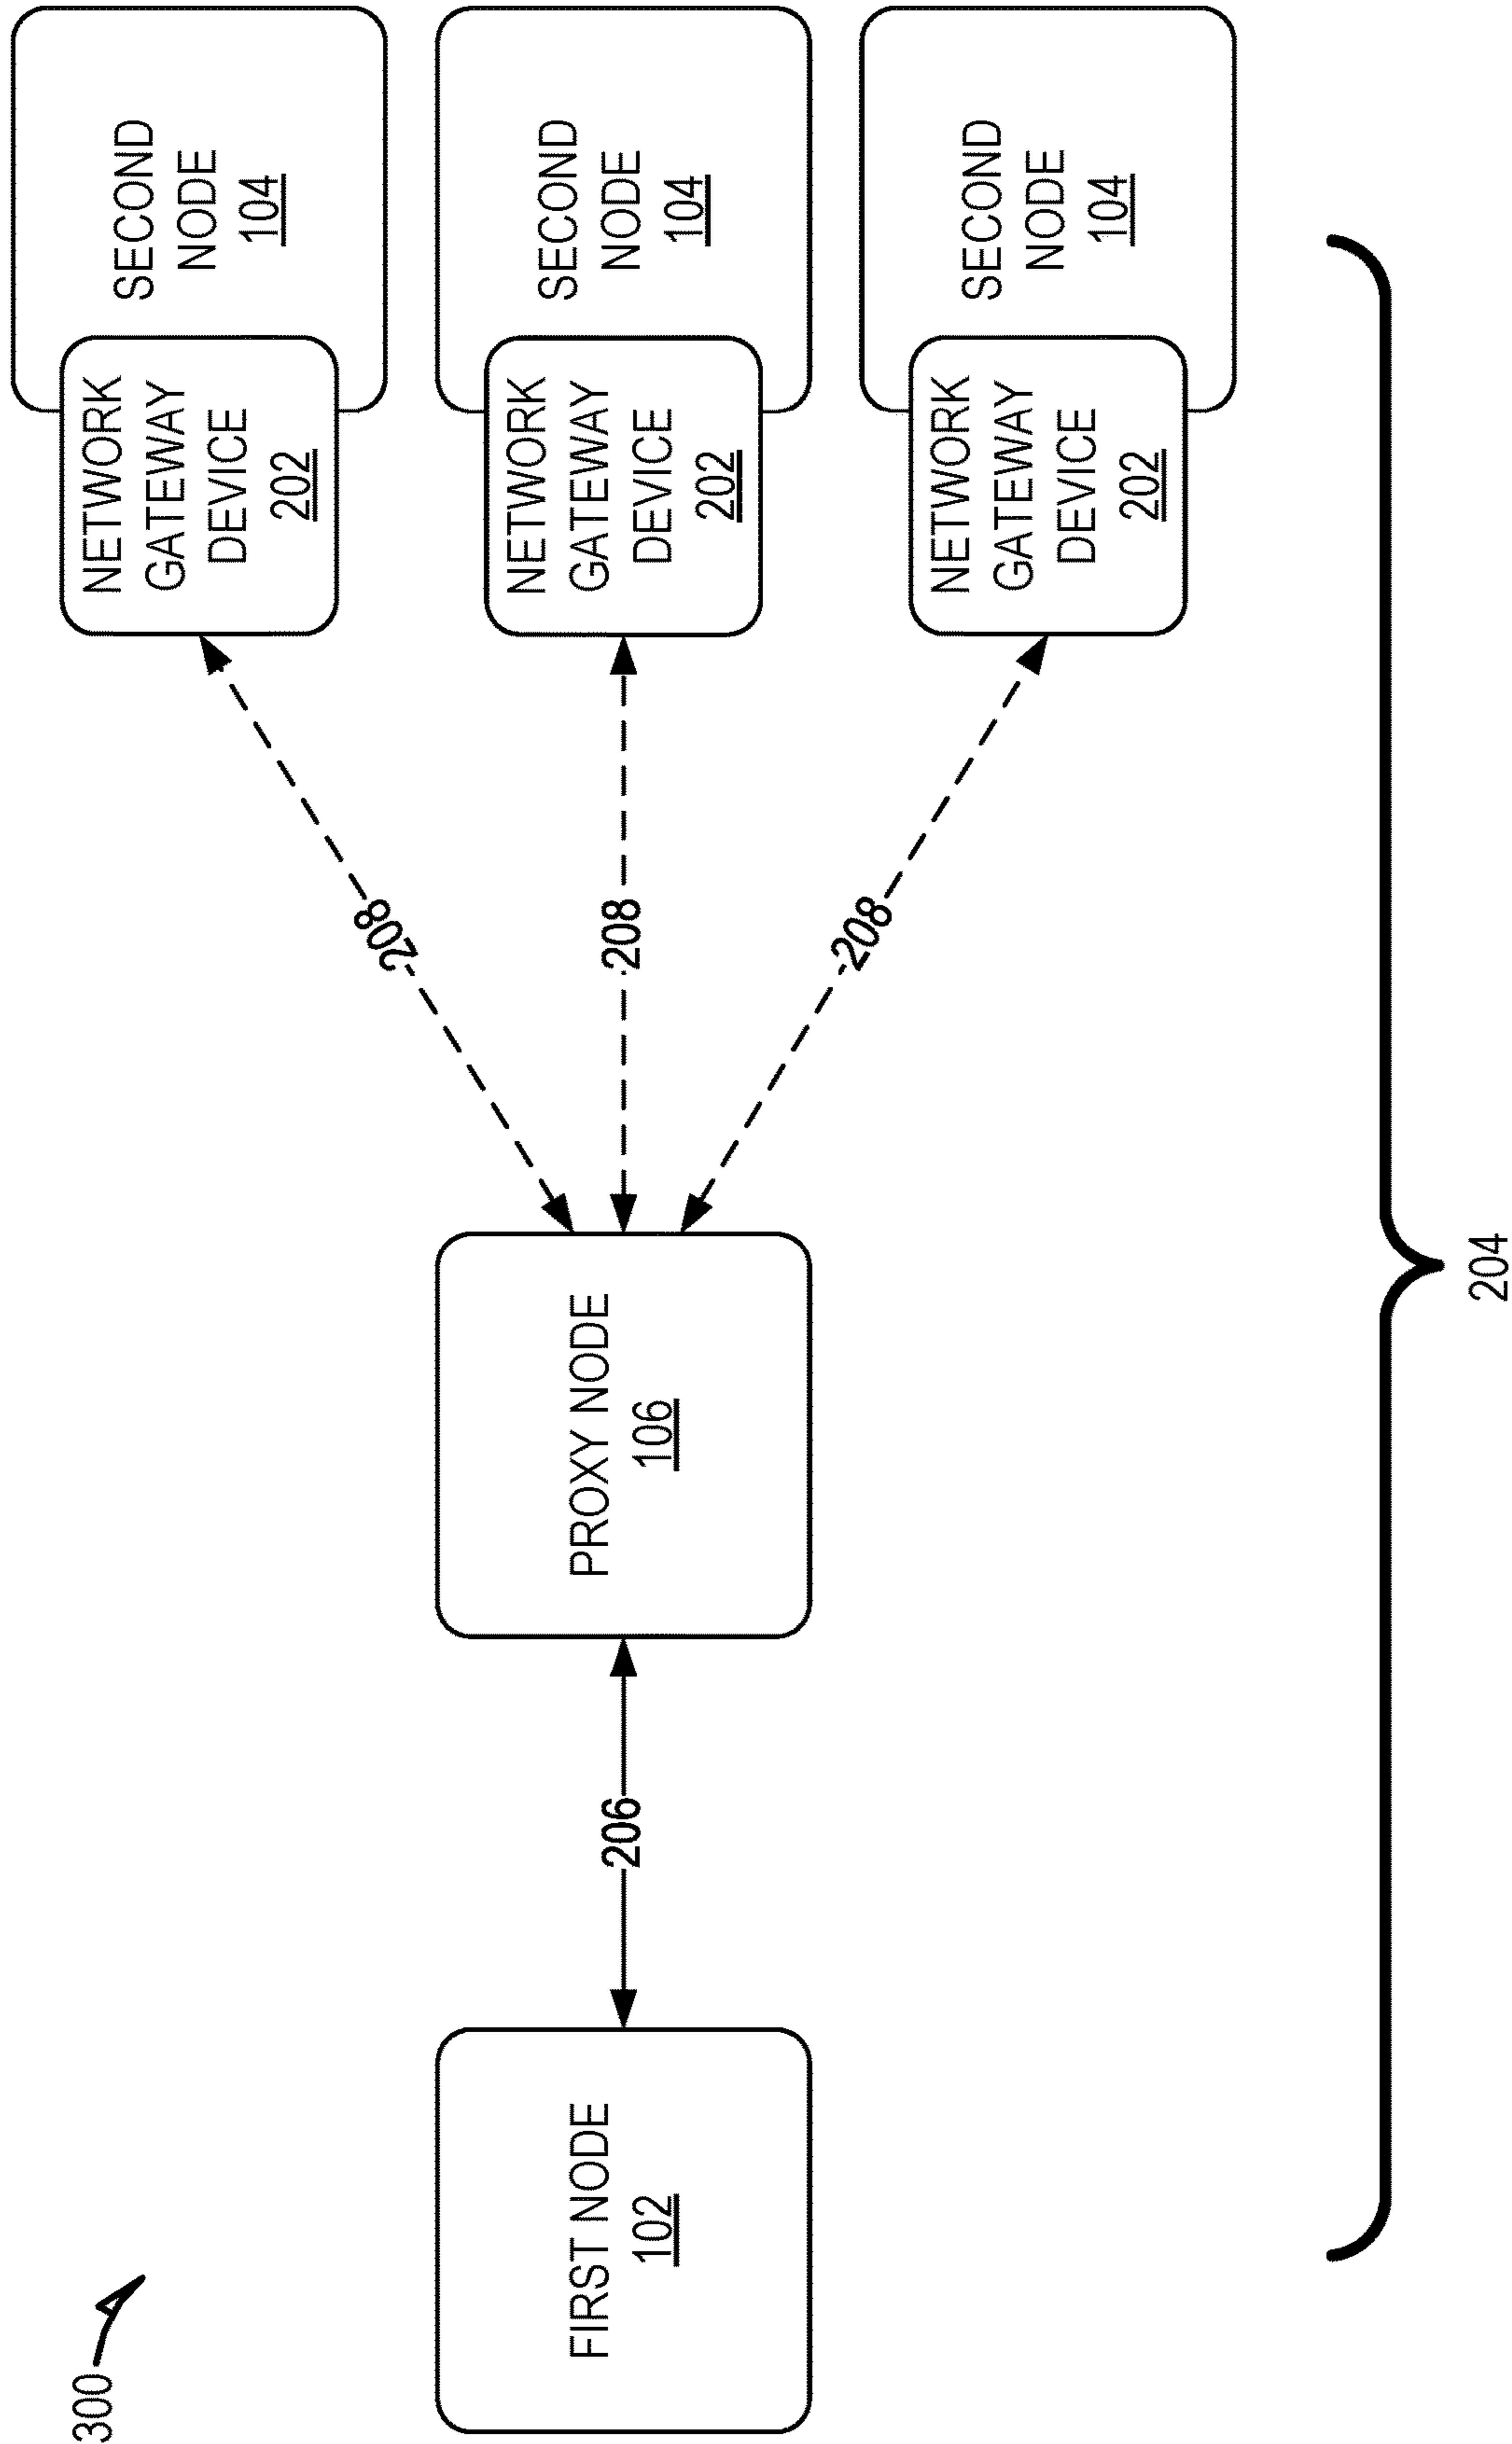 300
FIRST NODE
102
206
PROXY NODE
106
208
208
208
NETWORK
GATEWAY
DEVICE
202
SECOND
NODE
104
NETWORK
GATEWAY
DEVICE
202
SECOND
NODE
104
NETWORK
GATEWAY
DEVICE
202
SECOND
NODE
104
204